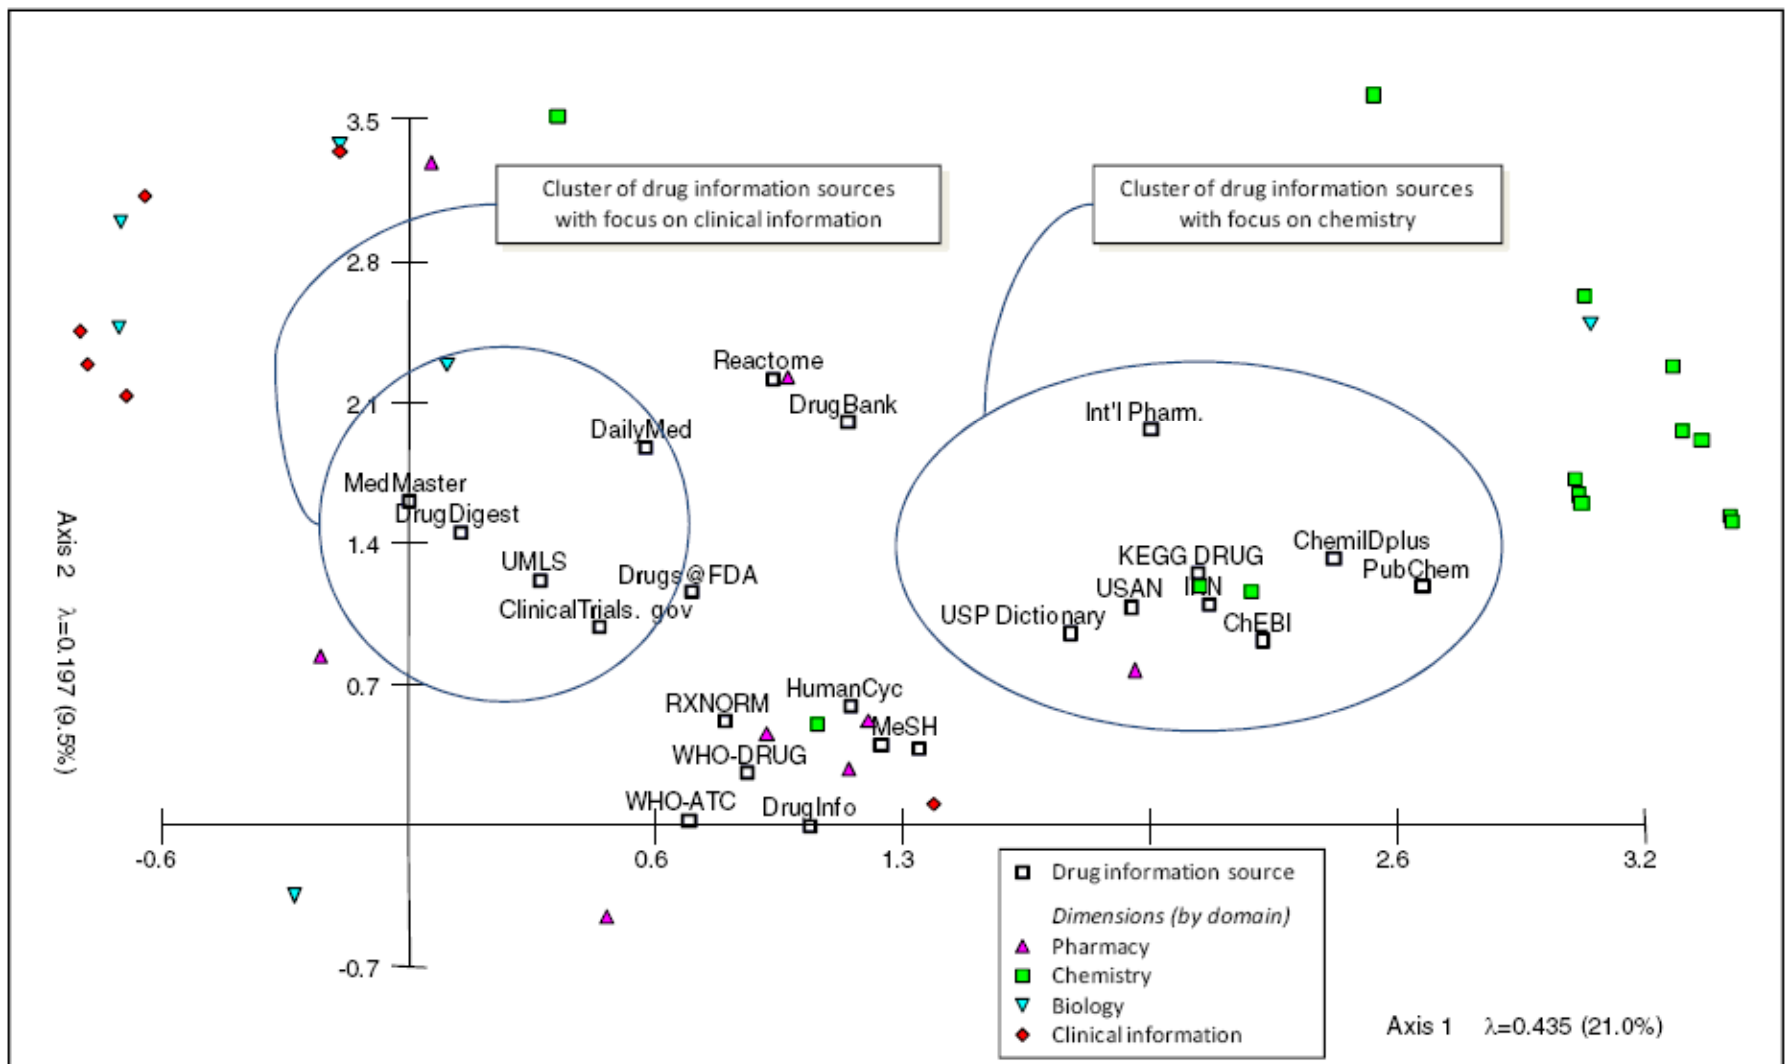 3.5
Cluster of drug information sources
with focus on clinical information
Cluster of drug information sources
with focus on chemistry
2.8
Reactome
2.1
DrugBank
Int'l Pharm.
DailyMed
MedMaster
DrugDigest
1.4
UMLS
Drugs@FDA
ClinicalTrials. gov
KEGG DRUG
ChemIDplus
PubChem
USAN
USP Dictionary
ChEBI
0.7
HumanCyc
RXNORM
MeSH
WHO-DRUG
WHO-ATC
DrugInfo
-0.6
0.6
1.3
2.6
3.2
-0.7
Axis 2 λ=0.197 (9.5%)
Drug information source
Dimensions (by domain)
Pharmacy
Chemistry
Biology
Clinical information
Axis 1 λ=0.435 (21.0%)